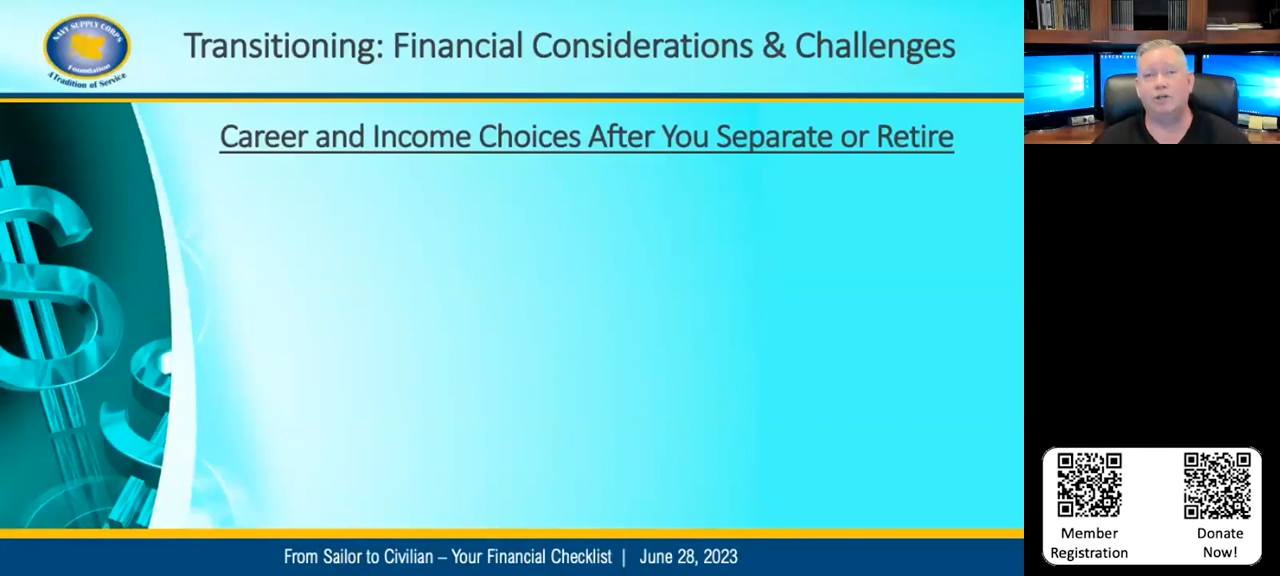 NAVY SUPPLY CORPS
Foundation
A Tradition of Service
Transitioning: Financial Considerations & Challenges
Career and Income Choices After You Separate or Retire
From Sailor to Civilian – Your Financial Checklist | June 28, 2023
Member
Registration
Donate
Now!